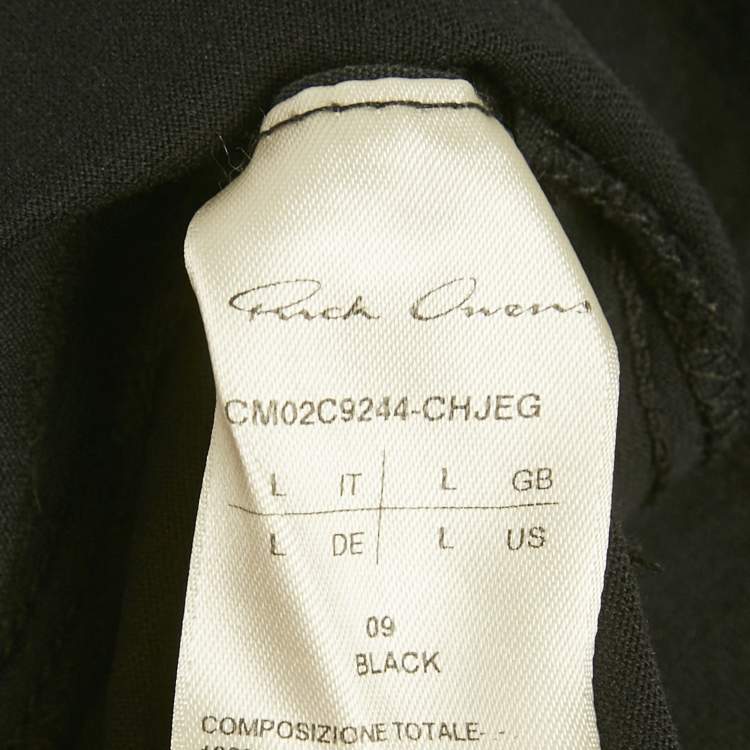 Rick Owens
CM02C9244-CHJEG
L IT L GB
L DE L US
09
BLACK
COMPOSIZIONE TOTALE- -